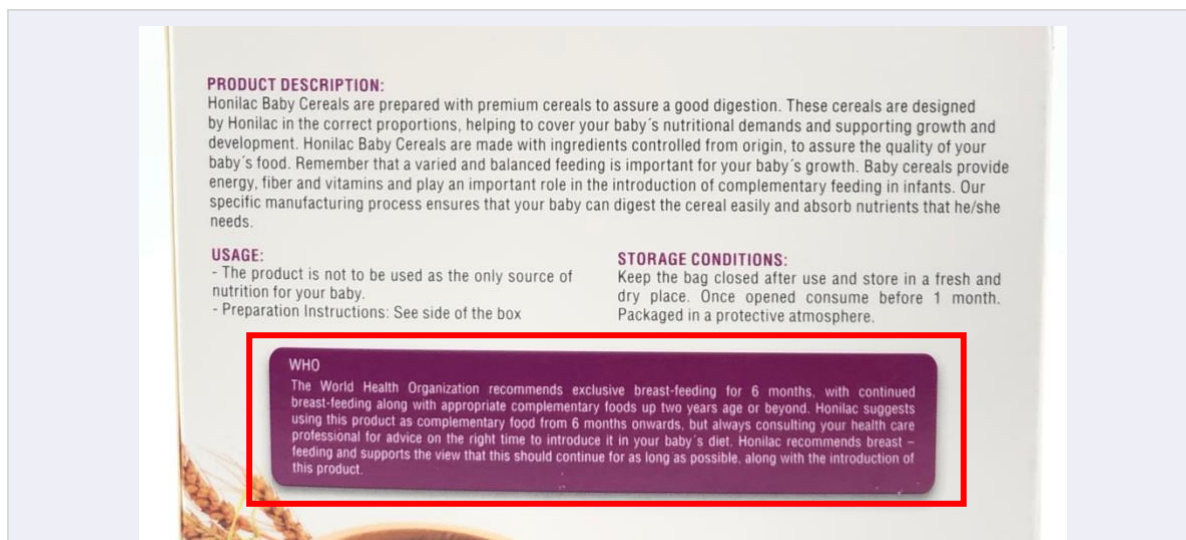 PRODUCT DESCRIPTION:
Honilac Baby Cereals are prepared with premium cereals to assure a good digestion. These cereals are designed
by Honilac in the correct proportions, helping to cover your baby´s nutritional demands and supporting growth and
development. Honilac Baby Cereals are made with ingredients controlled from origin, to assure the quality of your
baby´s food. Remember that a varied and balanced feeding is important for your baby´s growth. Baby cereals provide
energy, fiber and vitamins and play an important role in the introduction of complementary feeding in infants. Our
specific manufacturing process ensures that your baby can digest the cereal easily and absorb nutrients that he/she
needs.
USAGE:
- The product is not to be used as the only source of
nutrition for your baby.
- Preparation Instructions: See side of the box
STORAGE CONDITIONS:
Keep the bag closed after use and store in a fresh and
dry place. Once opened consume before 1 month.
Packaged in a protective atmosphere.
WHO
The World Health Organization recommends exclusive breast-feeding for 6 months, with continued
breast-feeding along with appropriate complementary foods up two years age or beyond. Honilac suggests
using this product as complementary food from 6 months onwards, but always consulting your health care
professional for advice on the right time to introduce it in your baby´s diet. Honilac recommends breast –
feeding and supports the view that this should continue for as long as possible, along with the introduction of
this product.